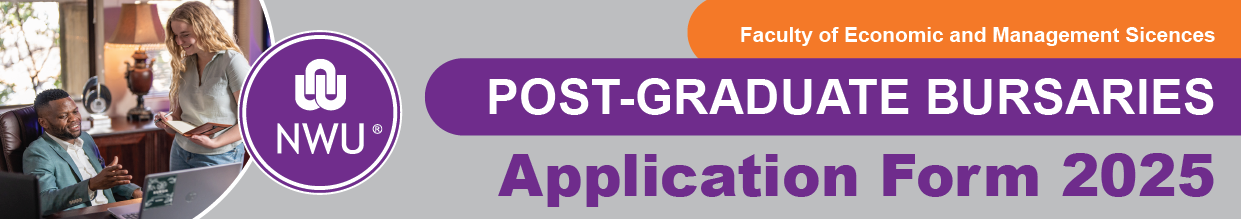 Faculty of Economic and Management Sicences
POST-GRADUATE BURSARIES
NWU ®
Application Form 2025